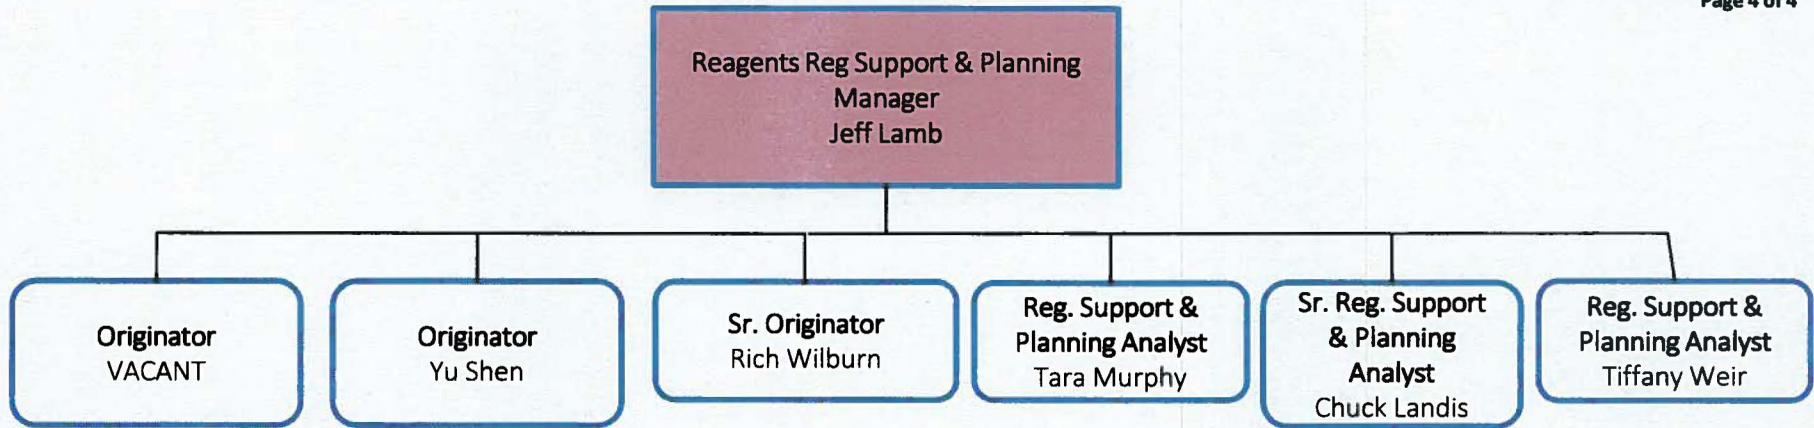 Page 4 of 4
Reagents Reg Support & Planning
Manager
Jeff Lamb
Originator
VACANT
Originator
Yu Shen
Sr. Originator
Rich Wilburn
Reg. Support &
Planning Analyst
Tara Murphy
Sr. Reg. Support
& Planning
Analyst
Chuck Landis
Reg. Support &
Planning Analyst
Tiffany Weir